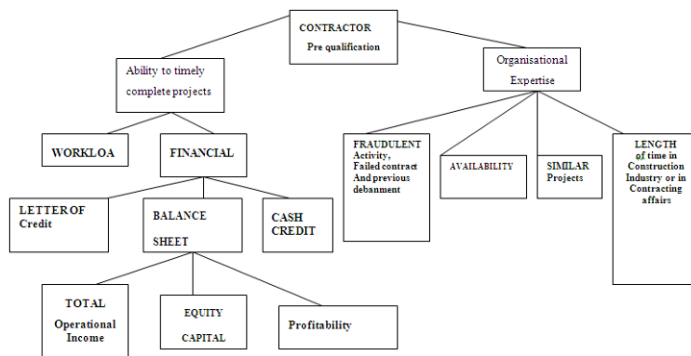 CONTRACTOR
Pre qualification
Ability to timely
complete projects
Organisational
Expertise
WORKLOA
FINANCIAL
FRAUDULENT
Activity,
Failed contract
And previous
debanment
AVAILABILITY
SIMILAR
Projects
LENGTH
of time in
Construction
Industry or in
Contracting
affairs
LETTER OF
Credit
BALANCE
SHEET
CASH
CREDIT
TOTAL
Operational
Income
EQUITY
CAPITAL
Profitability